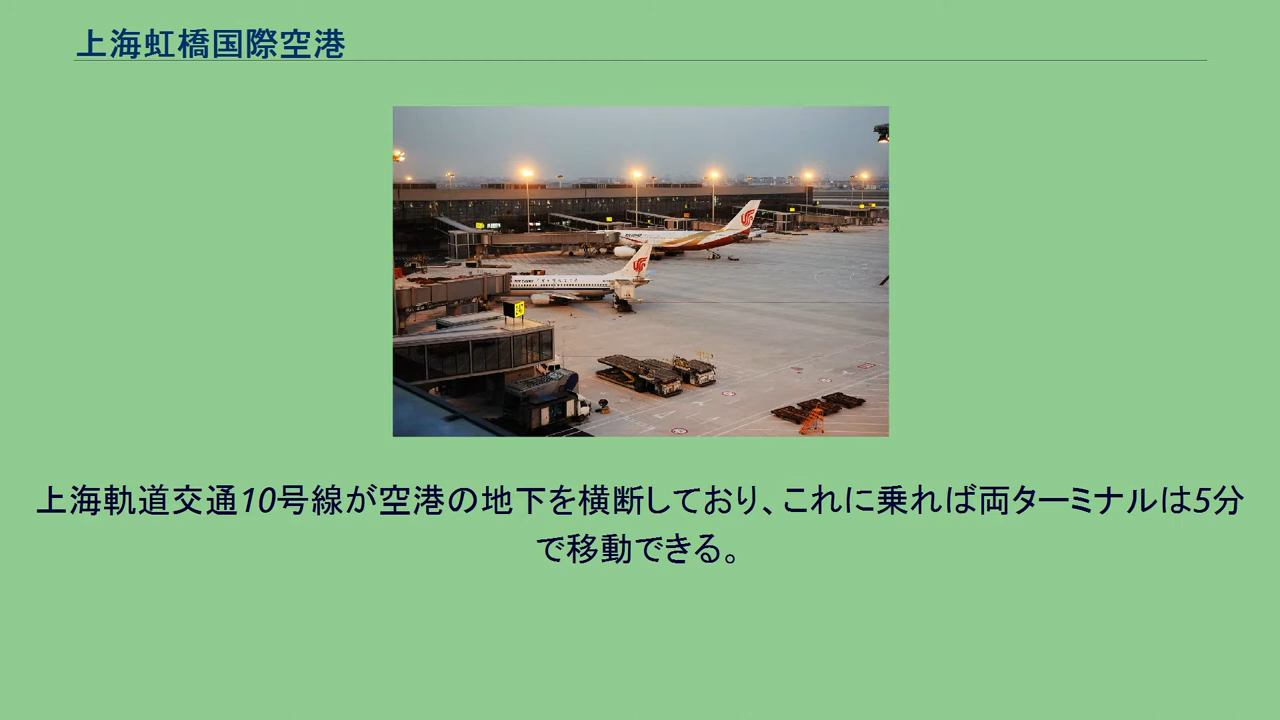 上海虹橋国際空港
上海軌道交通10号線が空港の地下を横断しており、これに乗れば両ターミナルは5分
で移動できる。